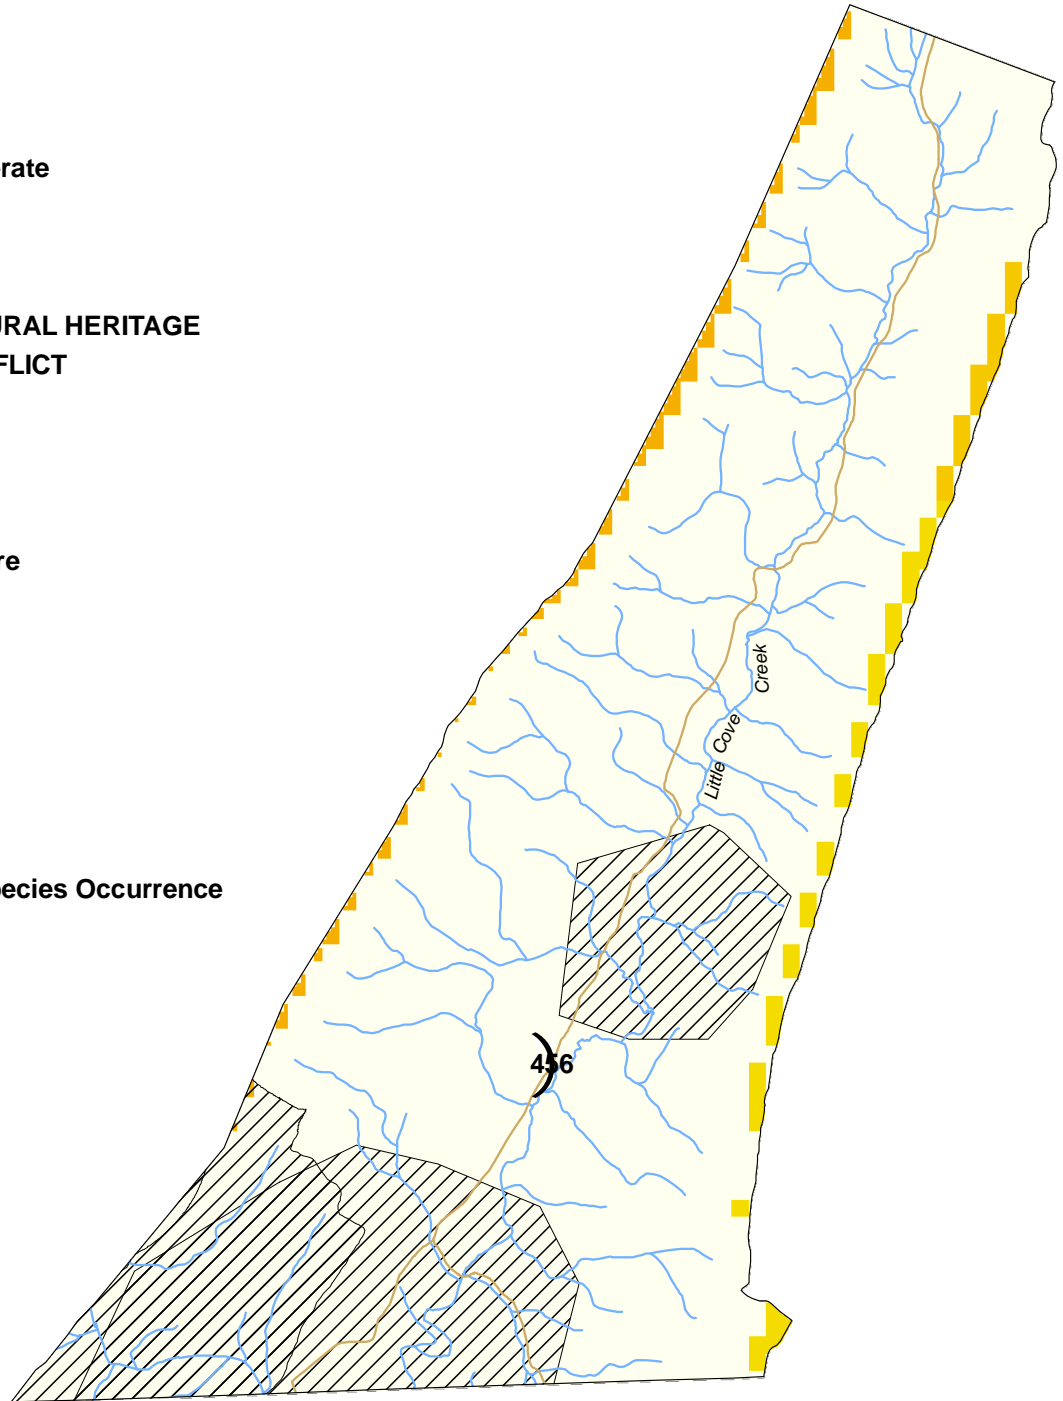 rate
URAL HERITAGE
FLICT
re
ecies Occurrence
Creek
Cove
Little
456